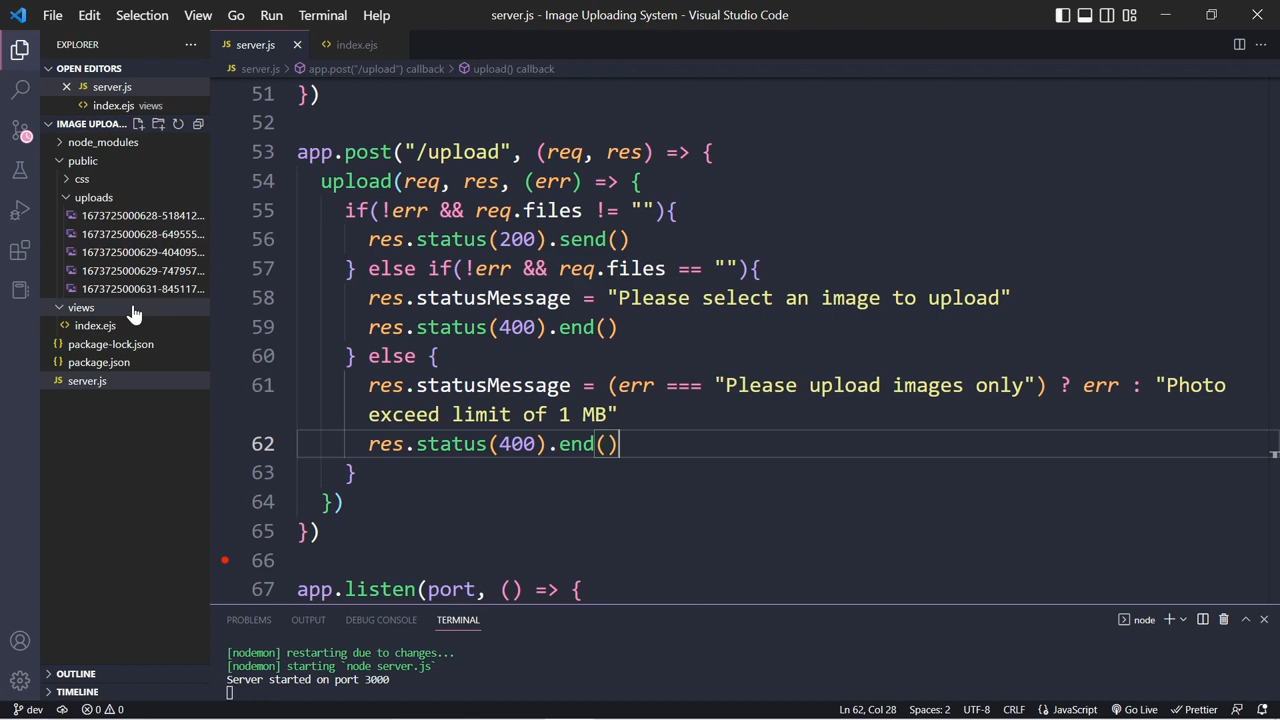 File Edit Selection View Go Run Terminal Help server.js - Image Uploading System - Visual Studio Code
EXPLORER
OPEN EDITORS
server.js
index.ejs views
IMAGE UPLOA...
node_modules
public
css
uploads
1673725000628-518412...
1673725000628-649555...
1673725000629-404095...
1673725000629-747957...
1673725000631-845117...
views
index.ejs
package-lock.json
package.json
JS server.js
OUTLINE
TIMELINE
JS server.js index.ejs
JS server.js > app.post("/upload") callback > upload() callback
51 })
52
53 app.post("/upload", (req, res) => {
54 upload(req, res, (err) => {
55 if(!err && req.files != ""){
56 res.status(200).send()
57 } else if(!err && req.files == ""){
58 res.statusMessage = "Please select an image to upload"
59 res.status(400).end()
60 } else {
61 res.statusMessage = (err === "Please upload images only") ? err : "Photo
exceed limit of 1 MB"
62 res.status(400).end()
63 }
64 })
65 })
66
67 app.listen(port, () => {
PROBLEMS OUTPUT DEBUG CONSOLE TERMINAL node
[nodemon] restarting due to changes...
[nodemon] starting `node server.js`
Server started on port 3000
dev 0 0 Ln 62, Col 28 Spaces: 2 UTF-8 CRLF JavaScript Go Live Prettier